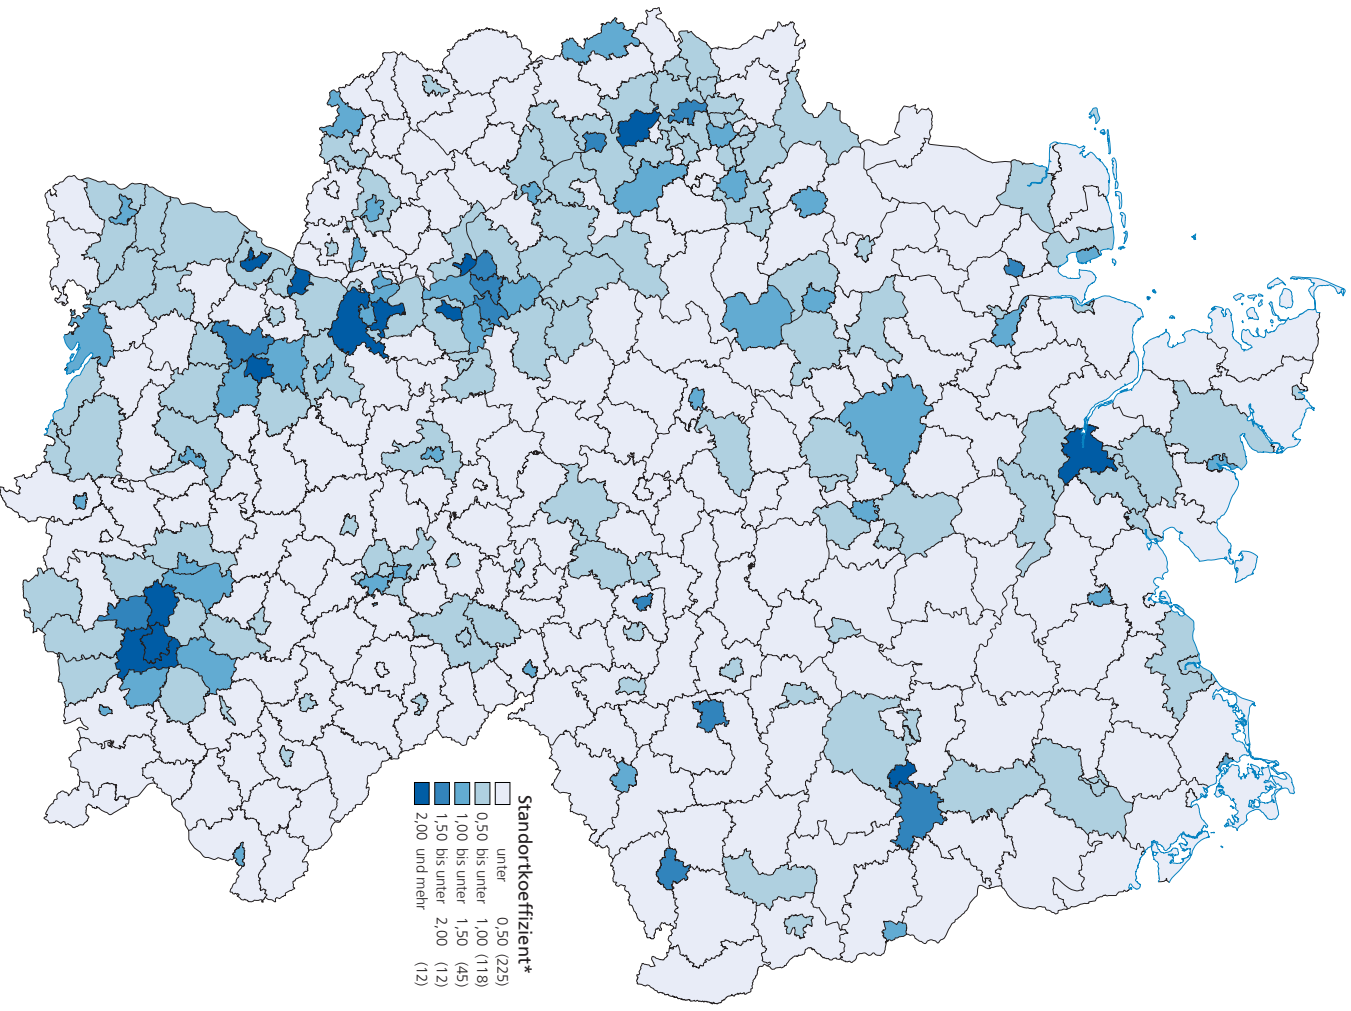 Standortkoeffizient*
unter 0,50 (225)
0,50 bis unter 1,00 (118)
1,00 bis unter 1,50 (45)
1,50 bis unter 2,00 (12)
2,00 und mehr (12)